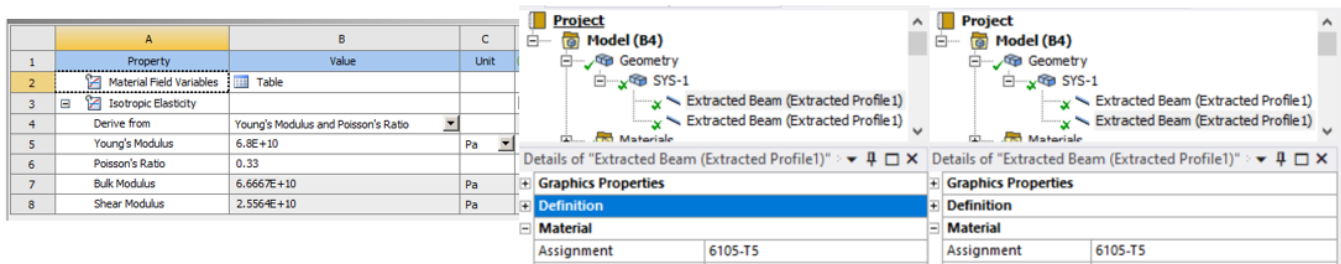 A B C
1 Property Value Unit
2 Material Field Variables Table
3 Isotropic Elasticity
4 Derive from Young's Modulus and Poisson's Ratio
5 Young's Modulus 6.8E+10 Pa
6 Poisson's Ratio 0.33
7 Bulk Modulus 6.6667E+10 Pa
8 Shear Modulus 2.5564E+10 Pa
Project
Model (B4)
Geometry
SYS-1
Extracted Beam (Extracted Profile1)
Extracted Beam (Extracted Profile1)
Materials
Details of "Extracted Beam (Extracted Profile1)"
Graphics Properties
Definition
Material
Assignment 6105-T5
Project
Model (B4)
Geometry
SYS-1
Extracted Beam (Extracted Profile1)
Extracted Beam (Extracted Profile1)
Materials
Details of "Extracted Beam (Extracted Profile1)"
Graphics Properties
Definition
Material
Assignment 6105-T5